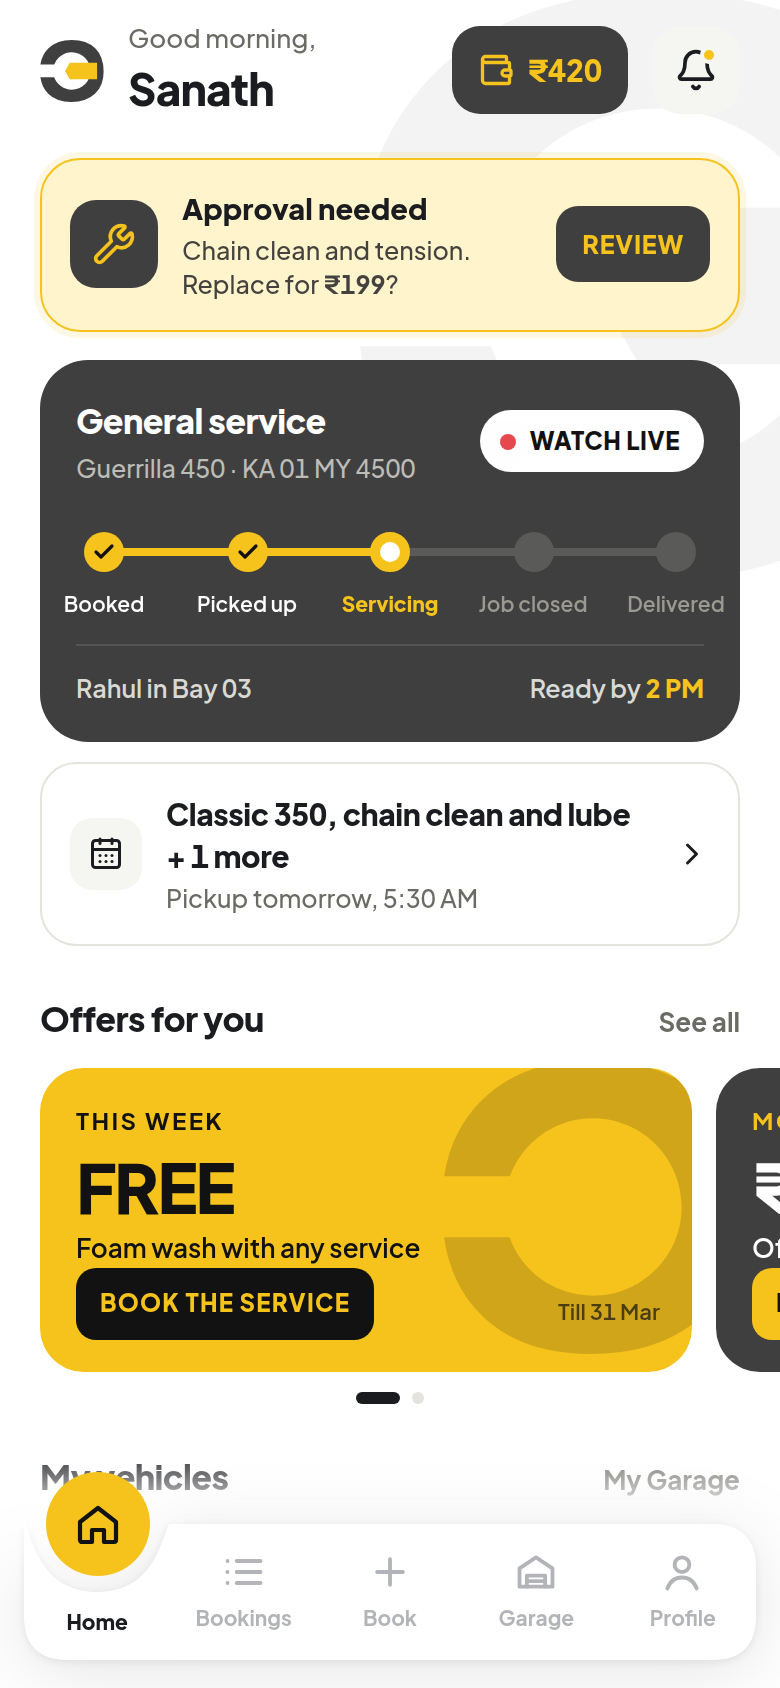 Good morning,
Sanath
₹420
Approval needed
Chain clean and tension.
Replace for ₹199?
REVIEW
General service
Guerrilla 450 · KA 01 MY 4500
WATCH LIVE
Booked
Picked up
Servicing
Job closed
Delivered
Rahul in Bay 03
Ready by 2 PM
Classic 350, chain clean and lube
+ 1 more
Pickup tomorrow, 5:30 AM
Offers for you
See all
THIS WEEK
FREE
Foam wash with any service
BOOK THE SERVICE
Till 31 Mar
₹
My vehicles
My Garage
Home
Bookings
Book
Garage
Profile